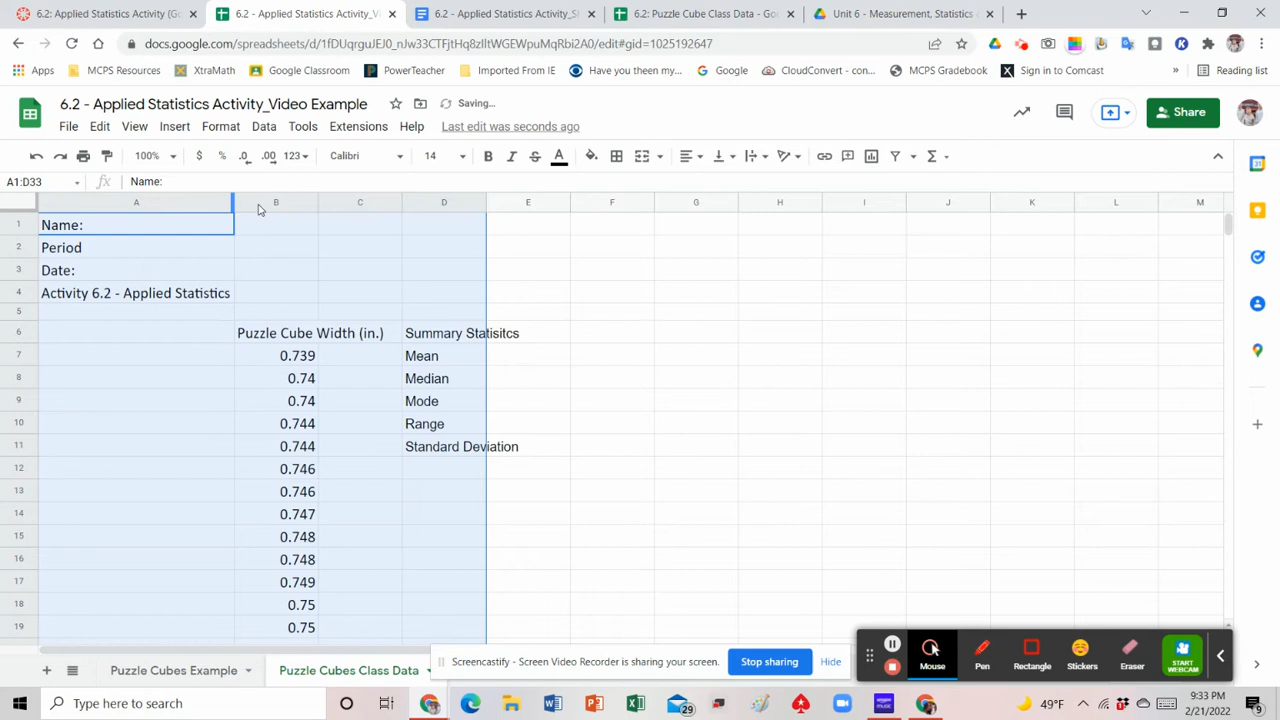 6.2: Applied Statistics Activity (Go
6.2 - Applied Statistics Activity_Vi
6.2 - Applied Statistics Activity_St
6.2: Puzzle Cube Class Data - Goo
Unit 6 - Measurement, Statistics &
docs.google.com/spreadsheets/d/1fDUqrguIEJ0_nJw33CTJtHq8zIltWGEWpVMqRbi2A0/edit#gid=1025192647
Apps MCPS Resources XtraMath Google Classroom PowerTeacher Imported From IE Have you theen my... Google CloudConvert - con... MCPS Gradebook Sign in to Comcast » Reading list
6.2 - Applied Statistics Activity_Video Example Saving...
File Edit View Insert Format Data Tools Extensions Help Last edit was seconds ago
Share
100% $ % .0 .00 123 Calibri 14 B I S A
A1:D33 fx Name:
A B C D E F G H I J K L M
1 Name:
2 Period
3 Date:
4 Activity 6.2 - Applied Statistics
5
6 Puzzle Cube Width (in.) Summary Statisitcs
7 0.739 Mean
8 0.74 Median
9 0.74 Mode
10 0.744 Range
11 0.744 Standard Deviation
12 0.746
13 0.746
14 0.747
15 0.748
16 0.748
17 0.749
18 0.75
19 0.75
Mouse Pen Rectangle Stickers Eraser START WEBCAM
Puzzle Cubes Example Puzzle Cubes Class Data
Screencastify - Screen Video Recorder is sharing your screen. Stop sharing Hide
Type here to search
29
49°F
9:33 PM
2/21/2022
9